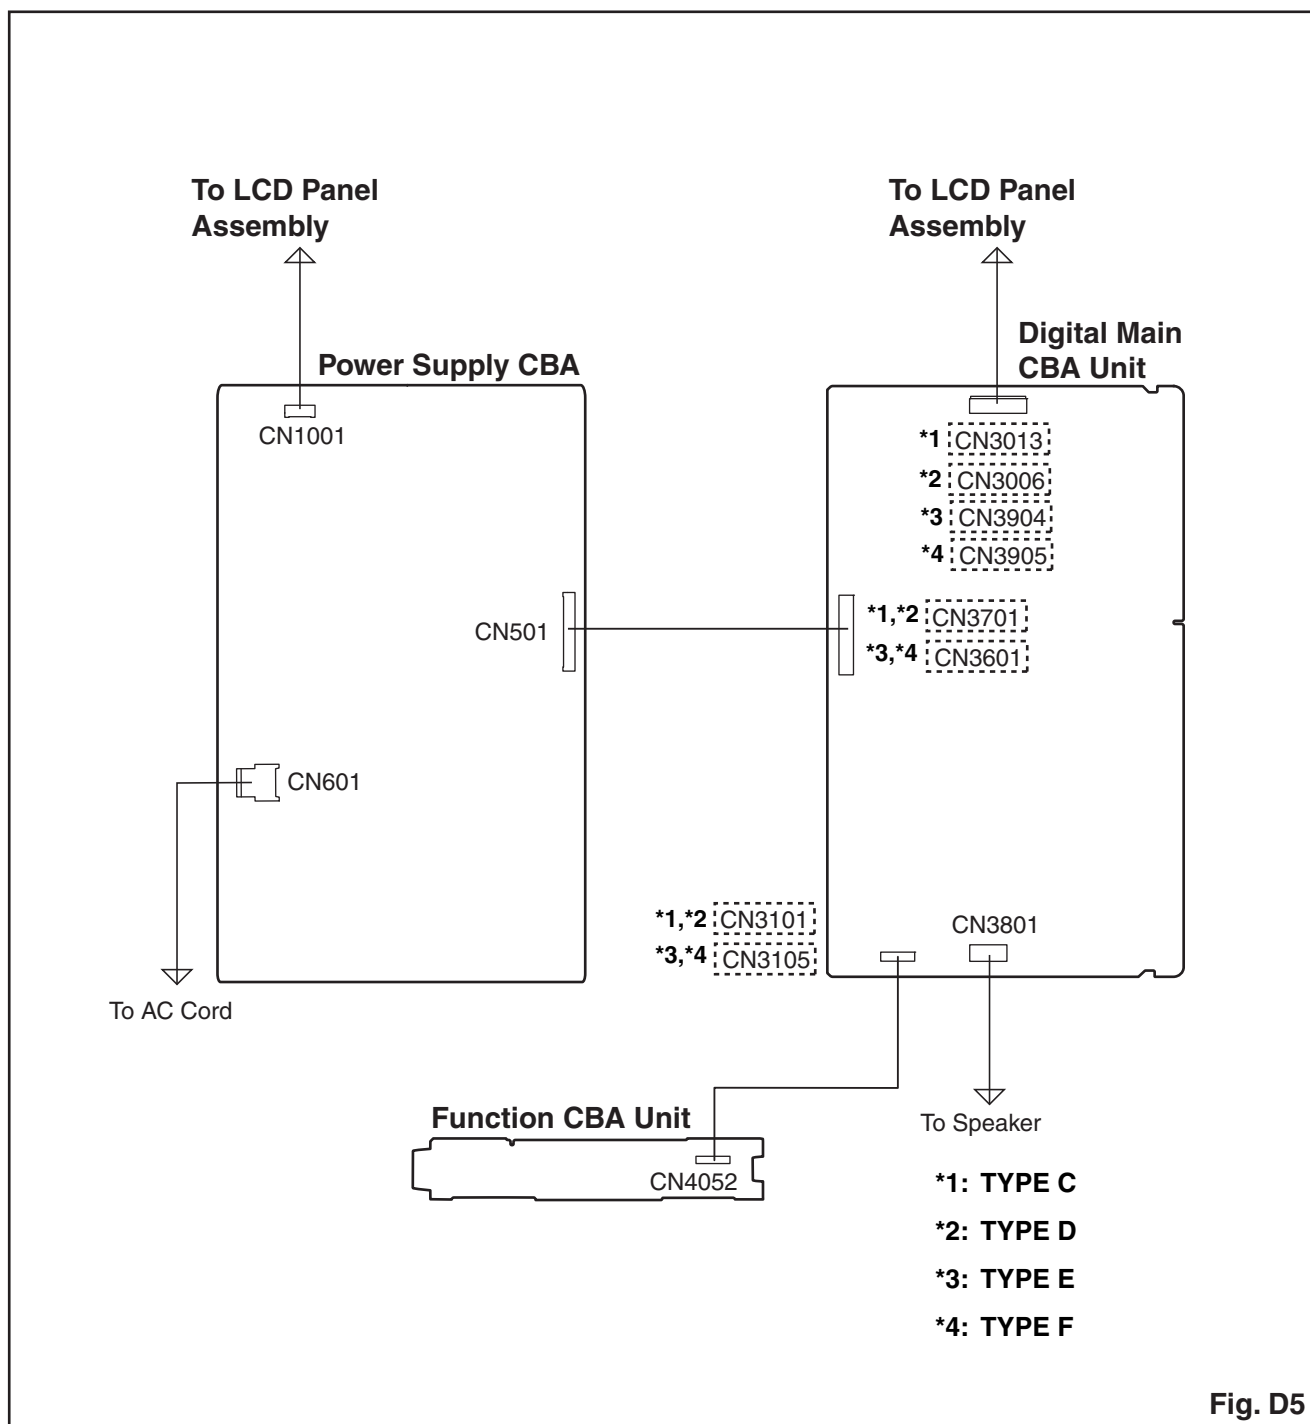 To LCD Panel
Assembly
To LCD Panel
Assembly
Power Supply CBA
Digital Main
CBA Unit
CN1001
*1 CN3013
*2 CN3006
*3 CN3904
*4 CN3905
CN501
*1,*2 CN3701
*3,*4 CN3601
CN601
*1,*2 CN3101
*3,*4 CN3105
CN3801
To AC Cord
Function CBA Unit
CN4052
To Speaker
*1: TYPE C
*2: TYPE D
*3: TYPE E
*4: TYPE F
Fig. D5